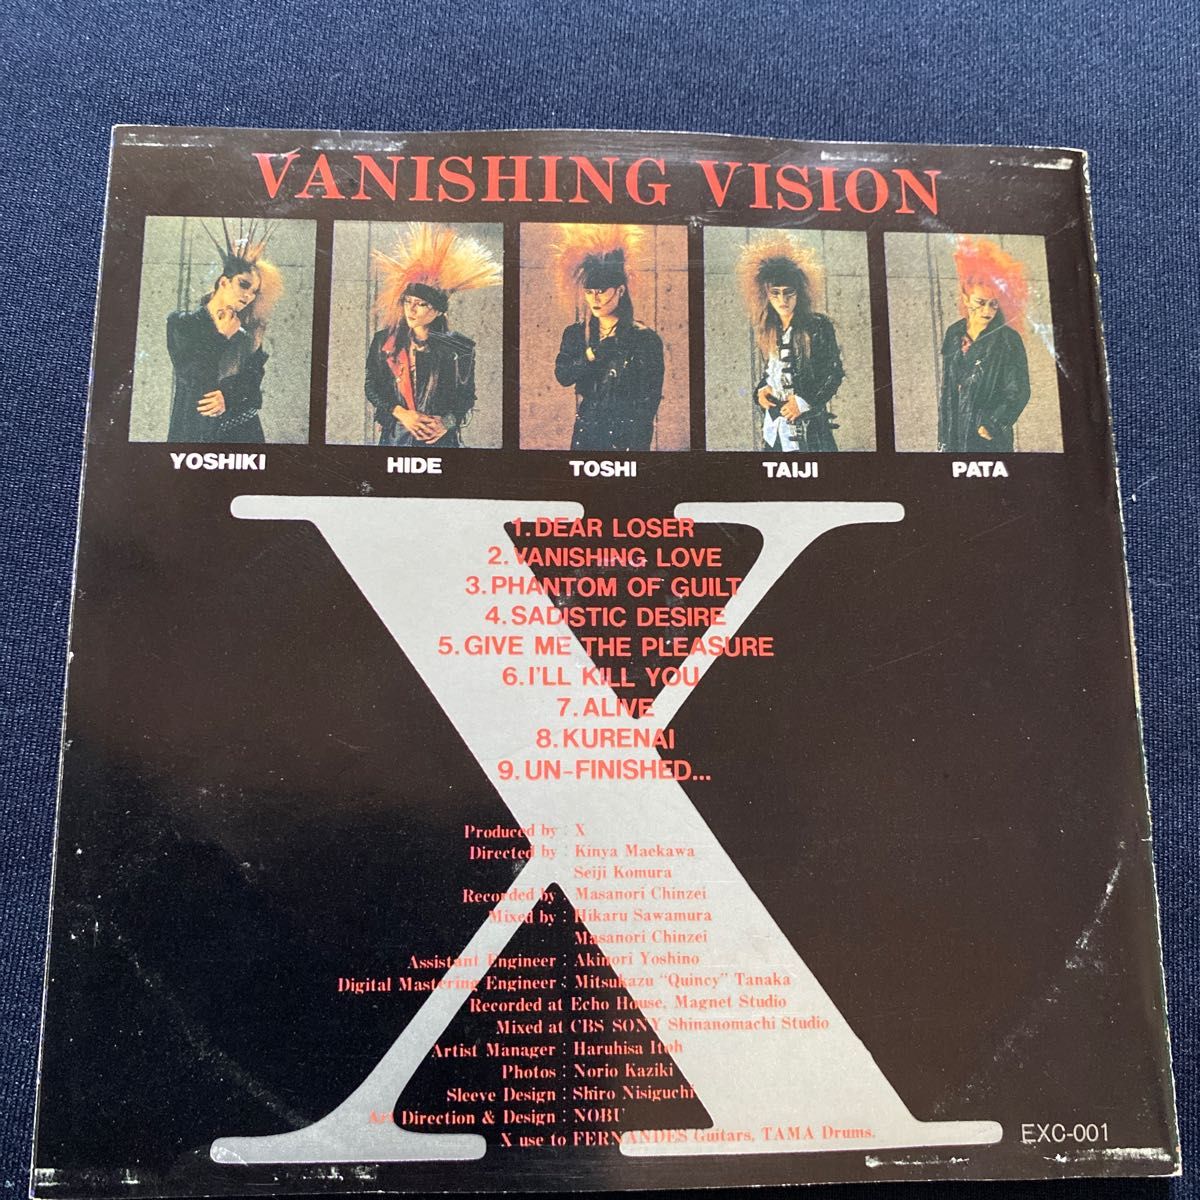 VANISHING VISION
YOSHIKI HIDE TOSHI TAIJI PATA
X
1. DEAR LOSER
2. VANISHING LOVE
3. PHANTOM OF GUILT
4. SADISTIC DESIRE
5. GIVE ME THE PLEASURE
6. I'LL KILL YOU
7. ALIVE
8. KURENAI
9. UN-FINISHED...
Produced by : X
Directed by : Kinya Maekawa
Seiji Komura
Recorded by : Masanori Chinzei
Mixed by : Hikaru Sawamura
Masanori Chinzei
Assistant Engineer : Akinori Yoshino
Digital Mastering Engineer : Mitsukazu "Quincy" Tanaka
Recorded at Echo House, Magnet Studio
Mixed at CBS SONY Shinanomachi Studio
Artist Manager : Haruhisa Itoh
Photos : Norio Kaziki
Sleeve Design : Shiro Nisiguchi
Art Direction & Design : NOBU
X use to FERNANDES Guitars, TAMA Drums.
EXC-001